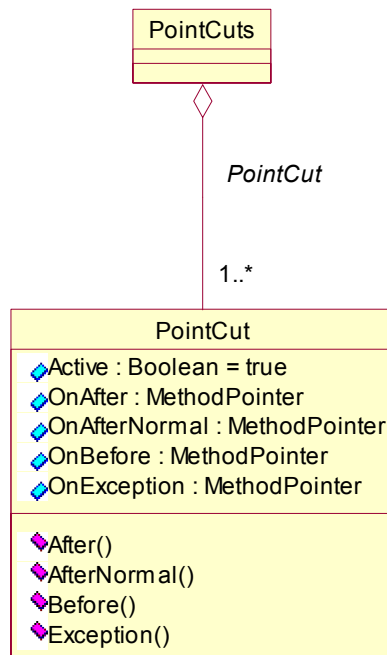 PointCuts
PointCut
1..*
PointCut
Active : Boolean = true
OnAfter : MethodPointer
OnAfterNormal : MethodPointer
OnBefore : MethodPointer
OnException : MethodPointer
After()
AfterNormal()
Before()
Exception()